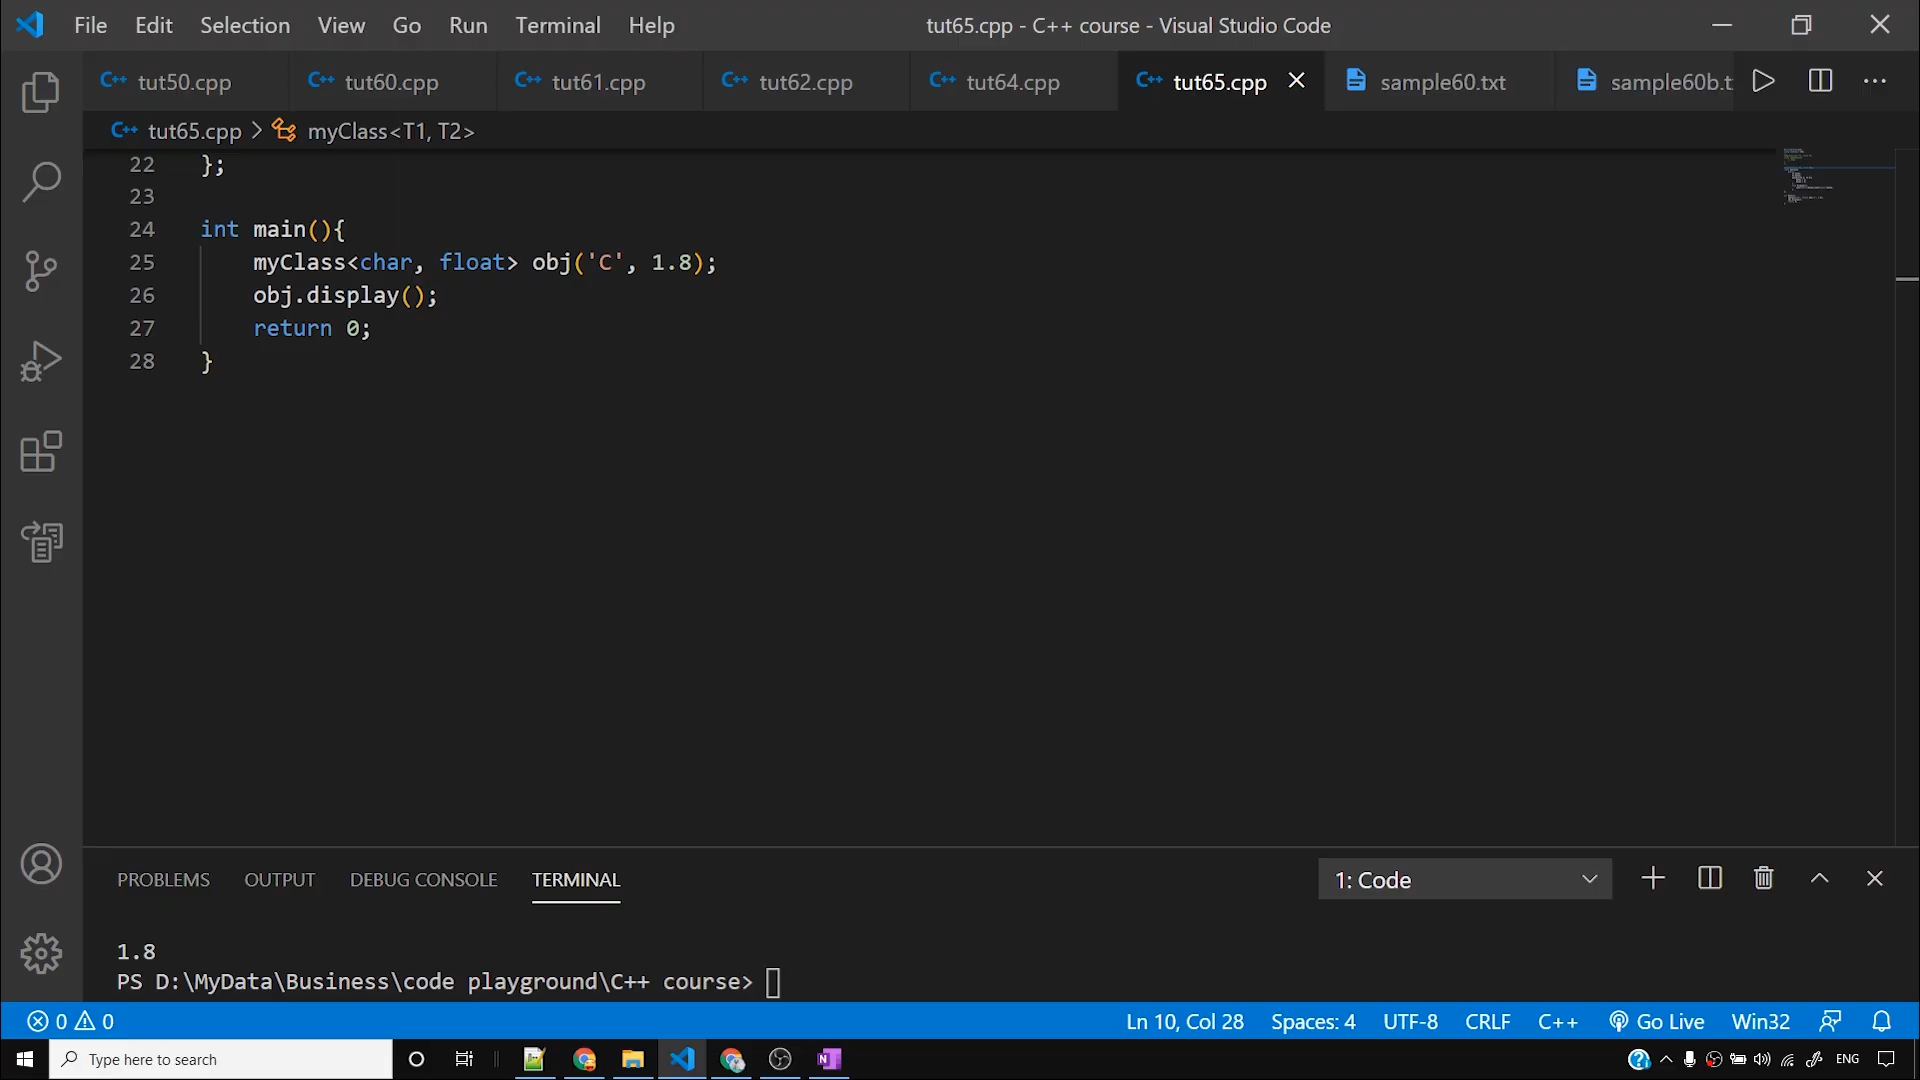 File Edit Selection View Go Run Terminal Help tut65.cpp - C++ course - Visual Studio Code
C++ tut50.cpp C++ tut60.cpp C++ tut61.cpp C++ tut62.cpp C++ tut64.cpp C++ tut65.cpp sample60.txt sample60b.t
C++ tut65.cpp > myClass<T1, T2>
22 };
23
24 int main(){
25 myClass<char, float> obj('C', 1.8);
26 obj.display();
27 return 0;
28 }
PROBLEMS OUTPUT DEBUG CONSOLE TERMINAL 1: Code
1.8
PS D:\MyData\Business\code playground\C++ course>
0 0 Ln 10, Col 28 Spaces: 4 UTF-8 CRLF C++ Go Live Win32
Type here to search ENG